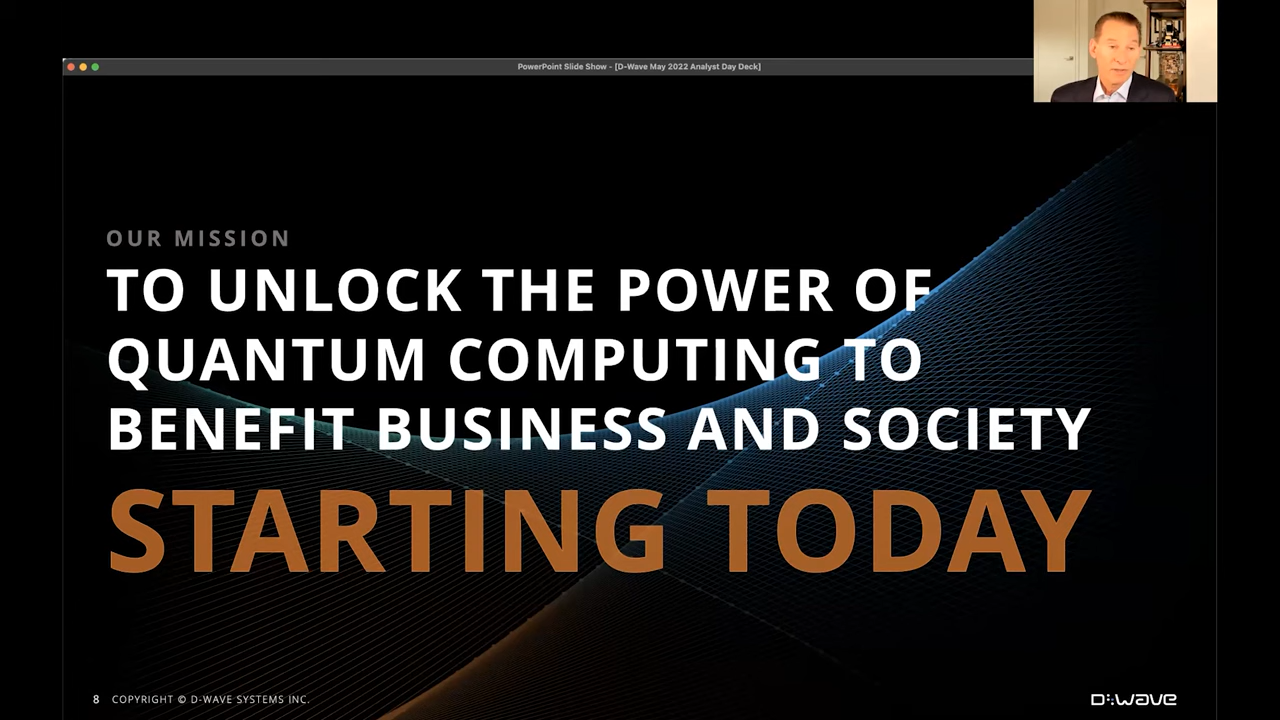 PowerPoint Slide Show - [D-Wave May 2022 Analyst Day Deck]
OUR MISSION
TO UNLOCK THE POWER OF
QUANTUM COMPUTING TO
BENEFIT BUSINESS AND SOCIETY
STARTING TODAY
8 COPYRIGHT © D-WAVE SYSTEMS INC.
D:WAVE